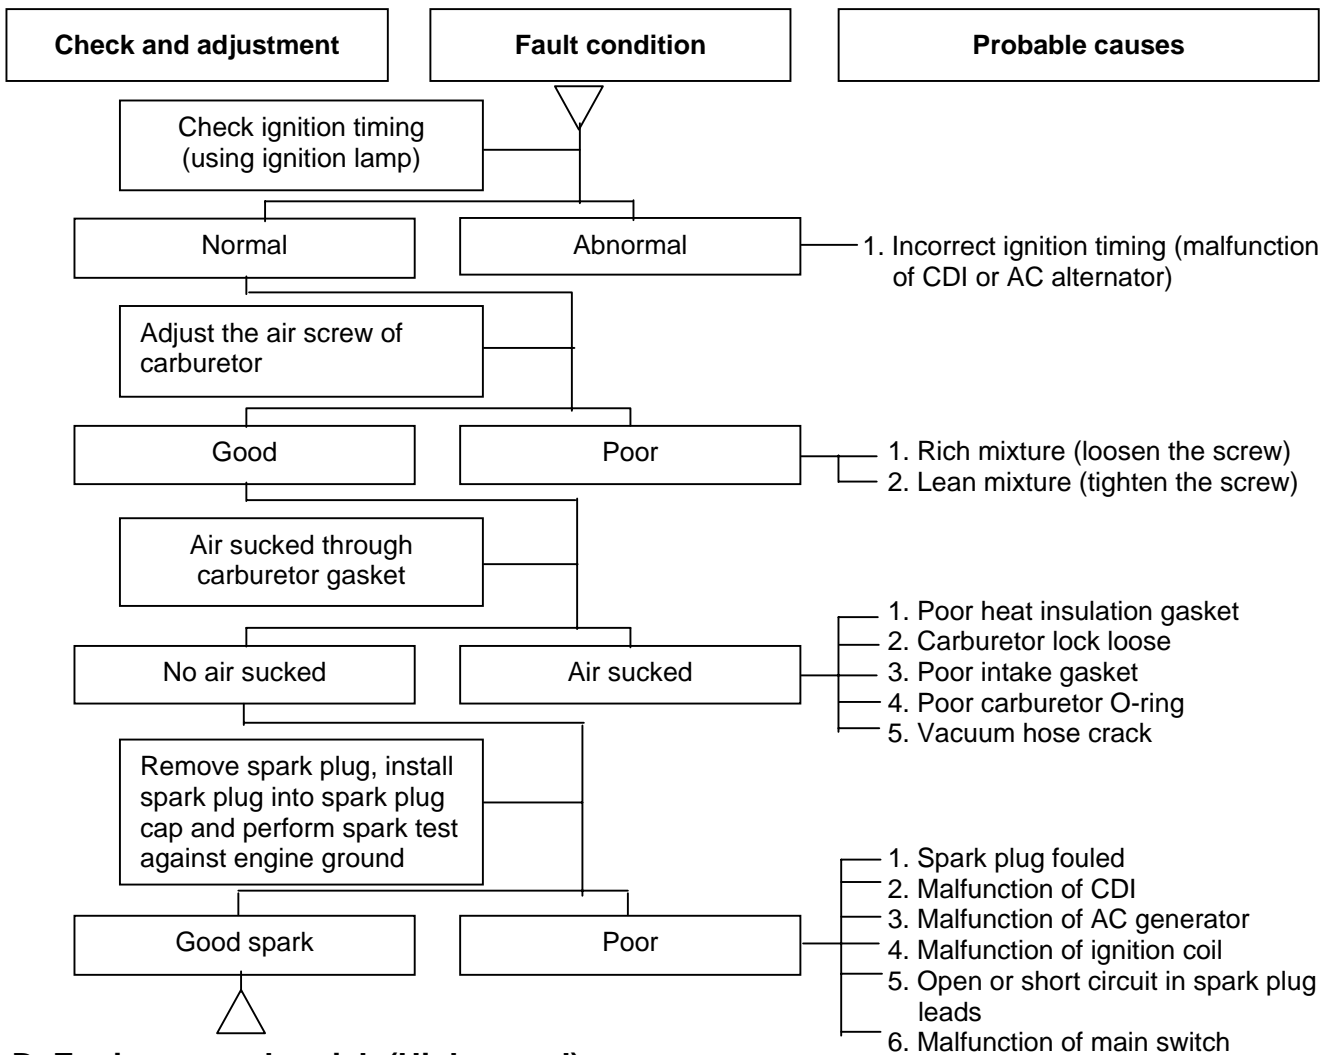 Check and adjustment
Fault condition
Probable causes
Check ignition timing
(using ignition lamp)
Normal
Abnormal
1. Incorrect ignition timing (malfunction
of CDI or AC alternator)
Adjust the air screw of
carburetor
Good
Poor
1. Rich mixture (loosen the screw)
2. Lean mixture (tighten the screw)
Air sucked through
carburetor gasket
No air sucked
Air sucked
1. Poor heat insulation gasket
2. Carburetor lock loose
3. Poor intake gasket
4. Poor carburetor O-ring
5. Vacuum hose crack
Remove spark plug, install
spark plug into spark plug
cap and perform spark test
against engine ground
Good spark
Poor
1. Spark plug fouled
2. Malfunction of CDI
3. Malfunction of AC generator
4. Malfunction of ignition coil
5. Open or short circuit in spark plug
leads
6. Malfunction of main switch